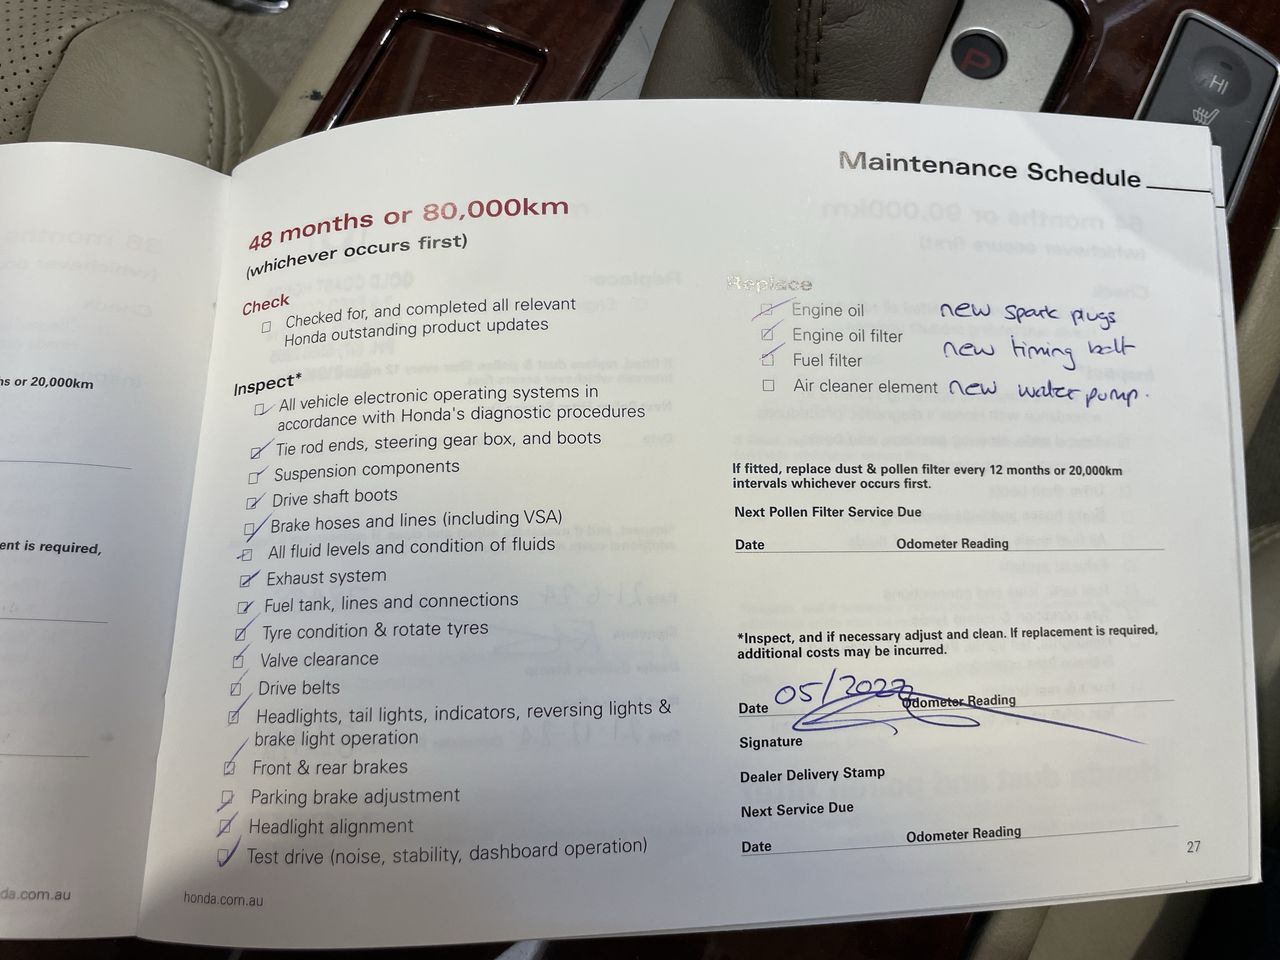 P
HI
Maintenance Schedule
48 months or 80,000km
(whichever occurs first)
Check
Checked for, and completed all relevant
Honda outstanding product updates
Inspect*
All vehicle electronic operating systems in
accordance with Honda's diagnostic procedures
Tie rod ends, steering gear box, and boots
Suspension components
Drive shaft boots
Brake hoses and lines (including VSA)
All fluid levels and condition of fluids
Exhaust system
Fuel tank, lines and connections
Tyre condition & rotate tyres
Valve clearance
Drive belts
Headlights, tail lights, indicators, reversing lights &
brake light operation
Front & rear brakes
Parking brake adjustment
Headlight alignment
Test drive (noise, stability, dashboard operation)
honda.com.au
Replace
Engine oil new spark plugs
Engine oil filter
new timing belt
Fuel filter
Air cleaner element new water pump.
If fitted, replace dust & pollen filter every 12 months or 20,000km
intervals whichever occurs first.
Next Pollen Filter Service Due
Date Odometer Reading
*Inspect, and if necessary adjust and clean. If replacement is required,
additional costs may be incurred.
Date 05/2022 Odometer Reading
Signature
Dealer Delivery Stamp
Next Service Due
Date Odometer Reading
27
or 20,000km
is required,
da.com.au